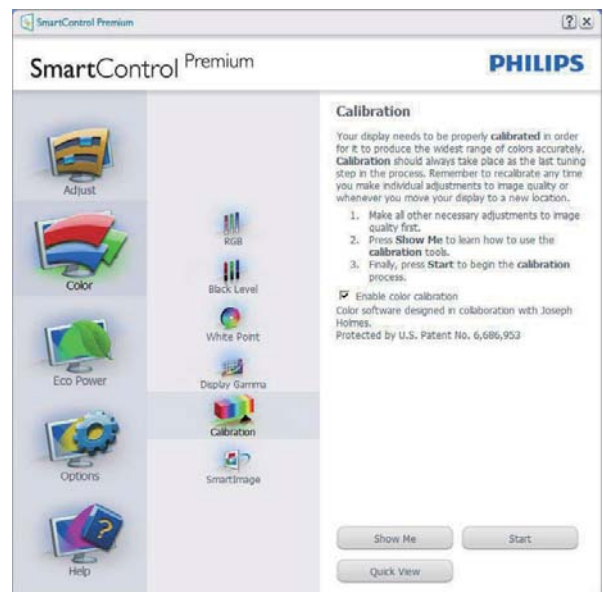 SmartControl Premium
SmartControl Premium
PHILIPS
Adjust
Color
Eco Power
Options
Help
RGB
Black Level
White Point
Display Gamma
Calibration
SmartImage
Calibration
Your display needs to be properly calibrated in order
for it to produce the widest range of colors accurately.
Calibration should always take place as the last tuning
step in the process. Remember to recalibrate any time
you make individual adjustments to image quality or
whenever you move your display to a new location.
1. Make all other necessary adjustments to image
quality first.
2. Press Show Me to learn how to use the
calibration tools.
3. Finally, press Start to begin the calibration
process.
Enable color calibration
Color software designed in collaboration with Joseph
Holmes.
Protected by U.S. Patent No. 6,686,953
Show Me
Start
Quick View